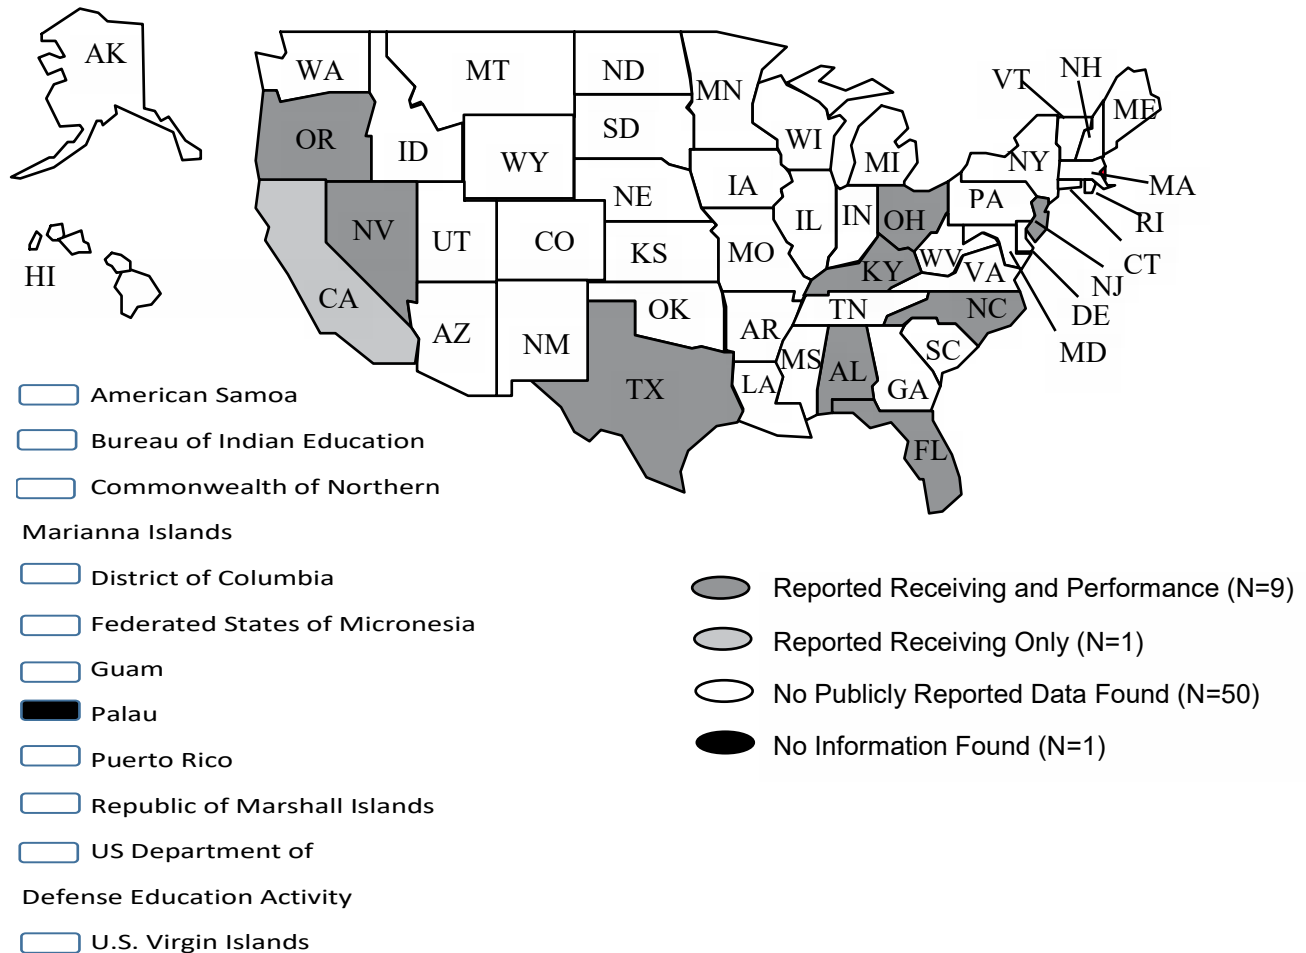 AK
WA
MT
ND
MN
VT
NH
ME
OR
ID
SD
WI
MI
NY
WY
MA
IA
PA
RI
NE
NV
UT
CO
IL
IN
OH
KS
MO
WV
VA
CT
NJ
HI
CA
KY
DE
AZ
NM
OK
AR
TN
NC
MD
MS
SC
TX
LA
AL
GA
FL
American Samoa
Bureau of Indian Education
Commonwealth of Northern
Marianna Islands
District of Columbia
Federated States of Micronesia
Guam
Palau
Puerto Rico
Republic of Marshall Islands
US Department of
Defense Education Activity
U.S. Virgin Islands
Reported Receiving and Performance (N=9)
Reported Receiving Only (N=1)
No Publicly Reported Data Found (N=50)
No Information Found (N=1)